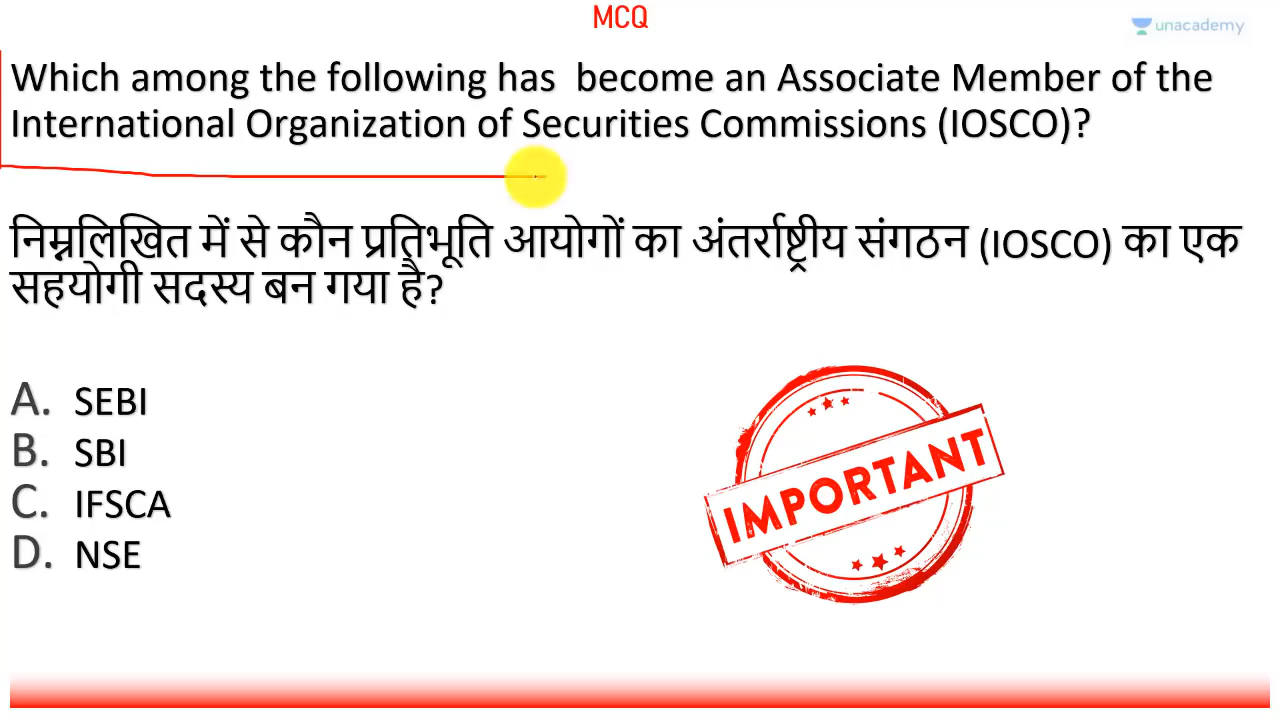 MCQ
unacademy
Which among the following has become an Associate Member of the
International Organization of Securities Commissions (IOSCO)?
निम्नलिखित में से कौन प्रतिभूति आयोगों का अंतर्राष्ट्रीय संगठन (IOSCO) का एक
सहयोगी सदस्य बन गया है?
A. SEBI
B. SBI
C. IFSCA
D. NSE
IMPORTANT